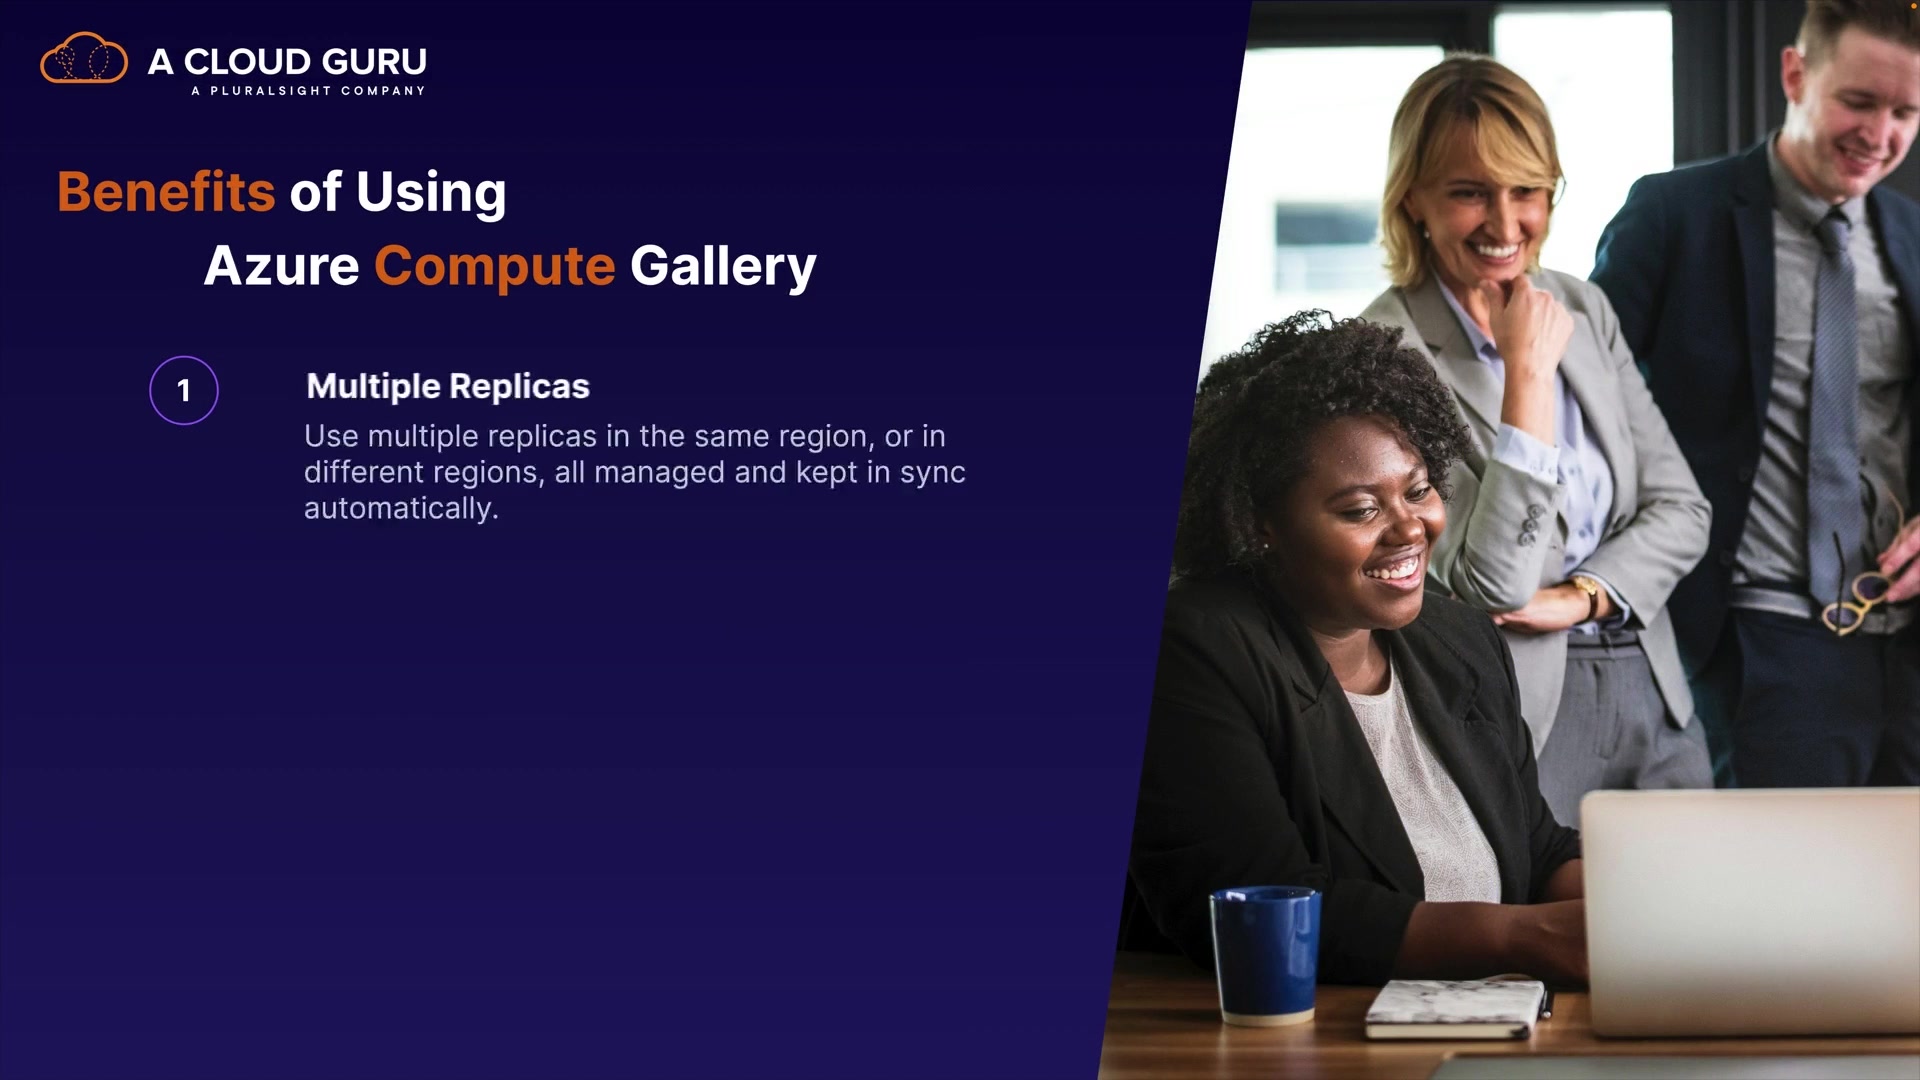 A CLOUD GURU
A PLURALSIGHT COMPANY
Benefits of Using
Azure Compute Gallery
1
Multiple Replicas
Use multiple replicas in the same region, or in
different regions, all managed and kept in sync
automatically.